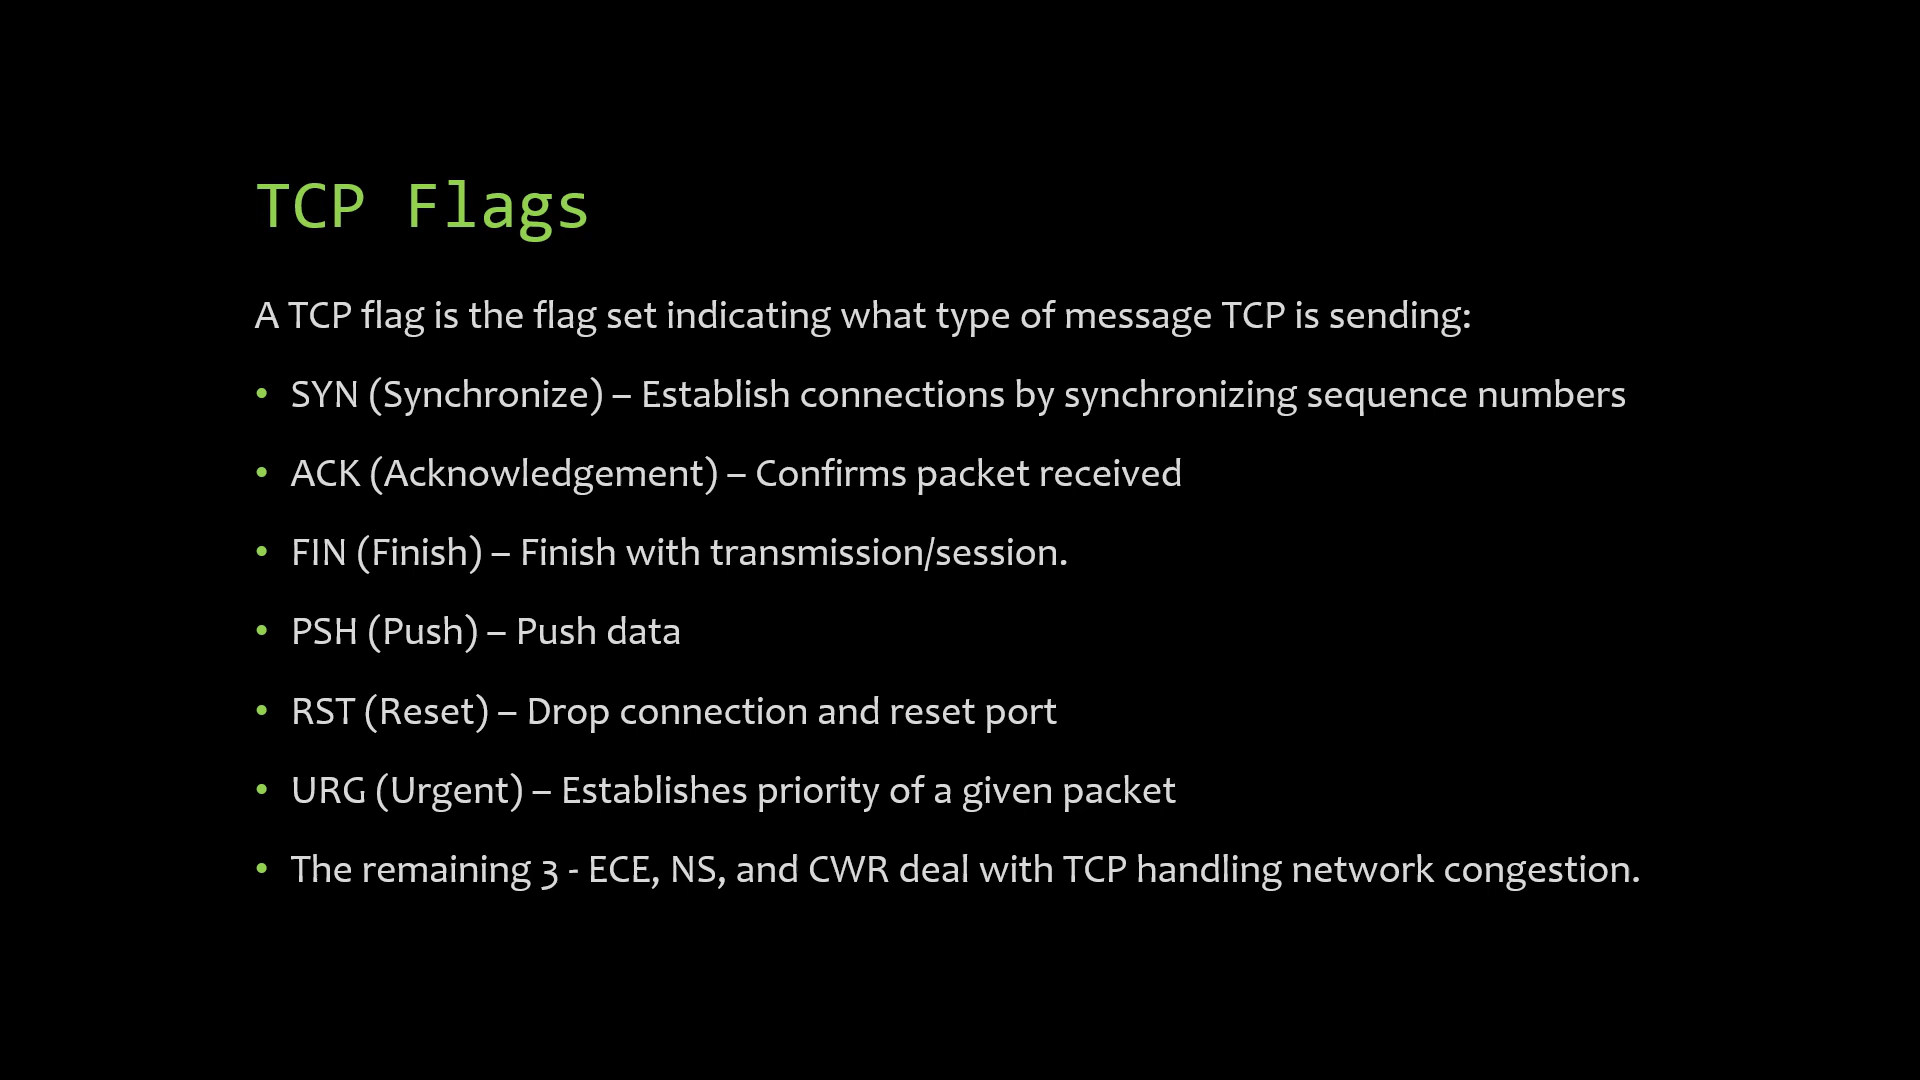 TCP Flags
A TCP flag is the flag set indicating what type of message TCP is sending:
• SYN (Synchronize) – Establish connections by synchronizing sequence numbers
• ACK (Acknowledgement) – Confirms packet received
• FIN (Finish) – Finish with transmission/session.
• PSH (Push) – Push data
• RST (Reset) – Drop connection and reset port
• URG (Urgent) – Establishes priority of a given packet
• The remaining 3 - ECE, NS, and CWR deal with TCP handling network congestion.